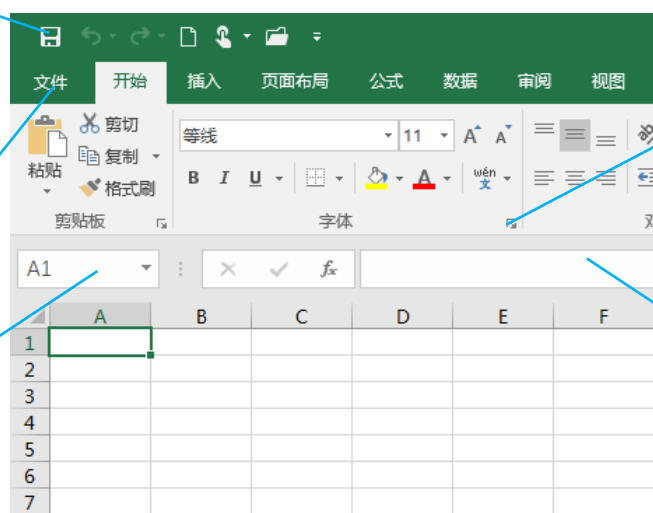 文件 开始 插入 页面布局 公式 数据 审阅 视图
剪切
复制
格式刷
粘贴
等线 11 A A
B I U A wén 文
剪贴板 字体
A1 fx
A B C D E F
1
2
3
4
5
6
7